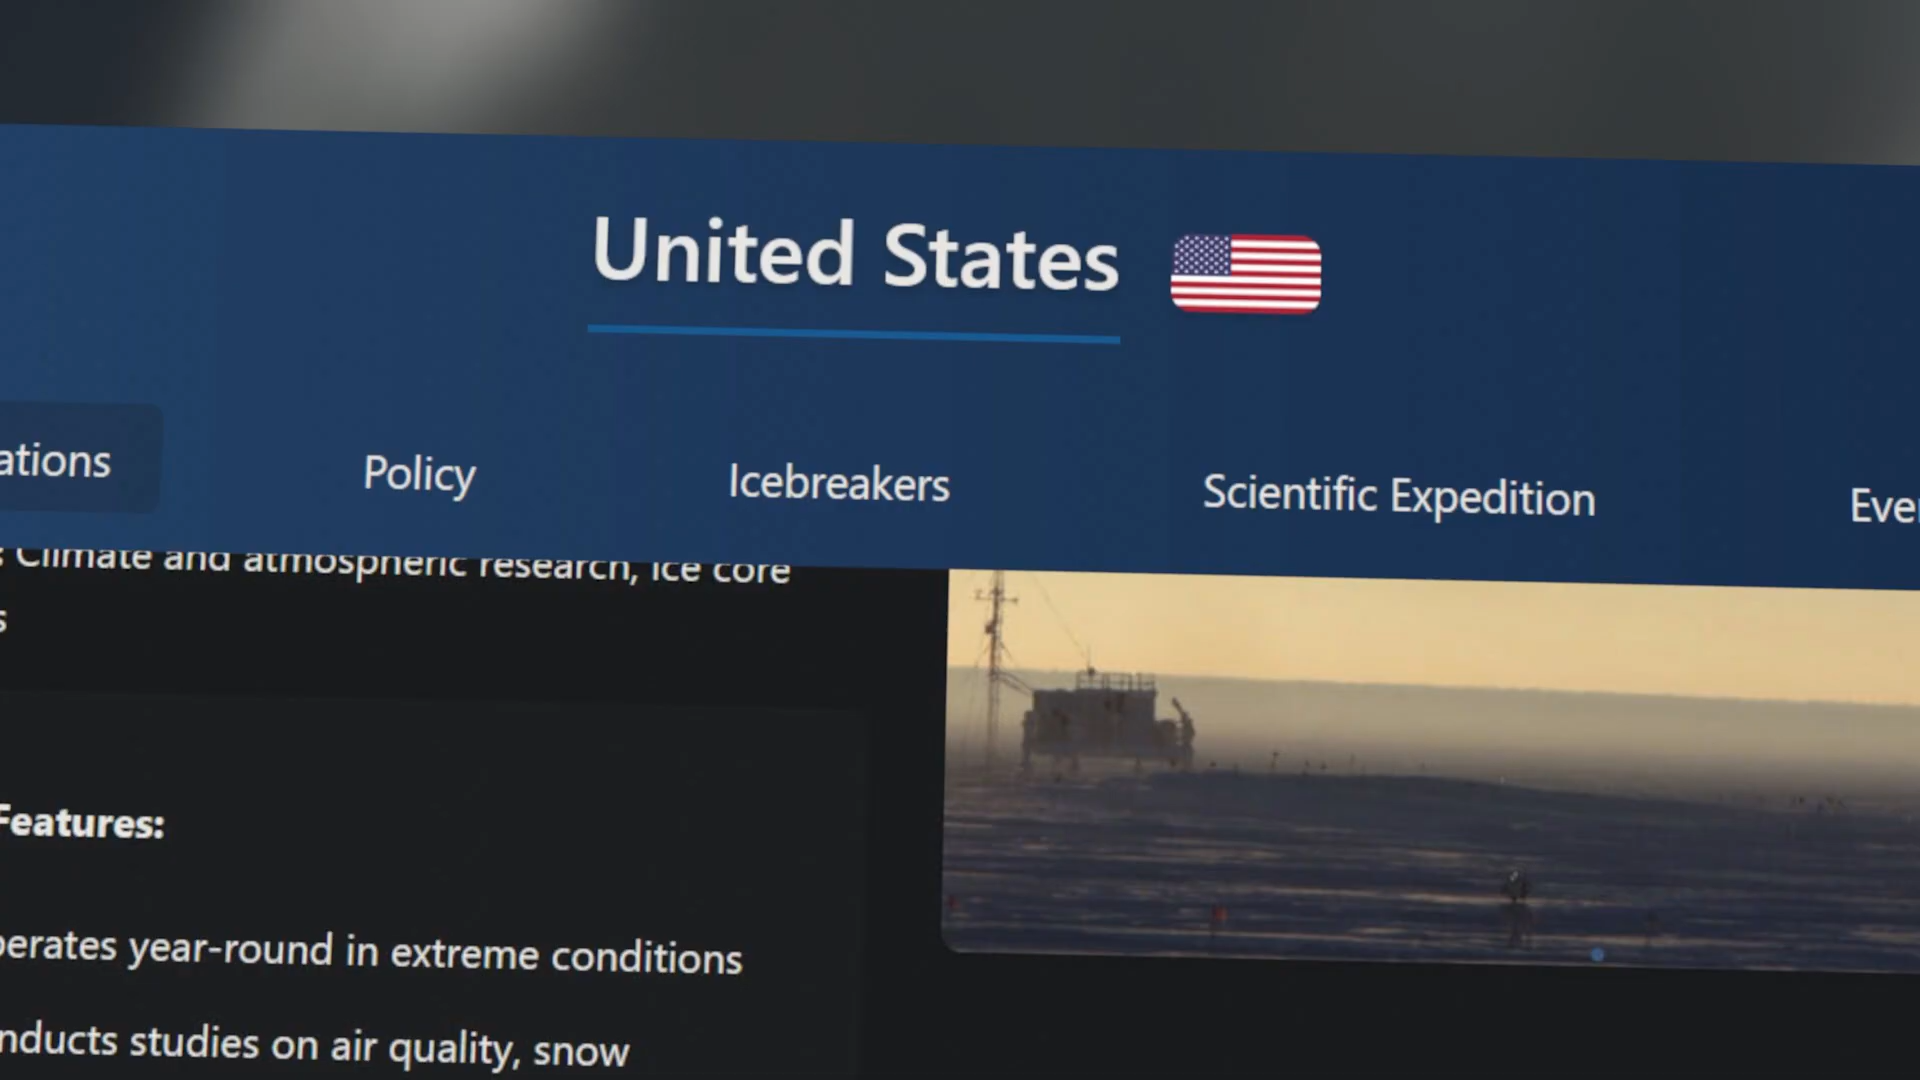 United States
ations
Policy
Icebreakers
Scientific Expedition
Eve
: Climate and atmospheric research, ice core
s
Features:
perates year-round in extreme conditions
nducts studies on air quality, snow